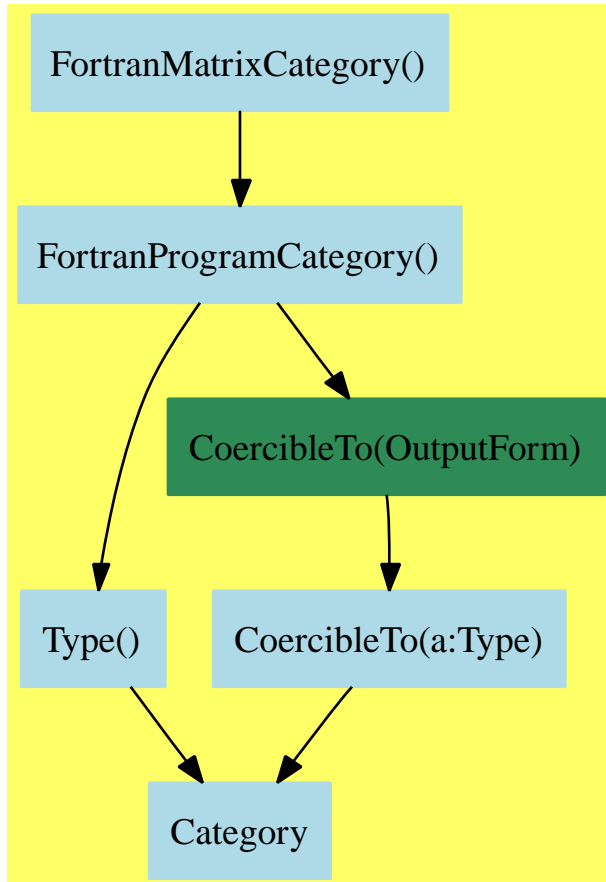 FortranMatrixCategory()
FortranProgramCategory()
CoercibleTo(OutputForm)
Type()
CoercibleTo(a:Type)
Category